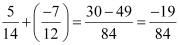 5/14 + (-7/12) = 30-49/84 = -19/84